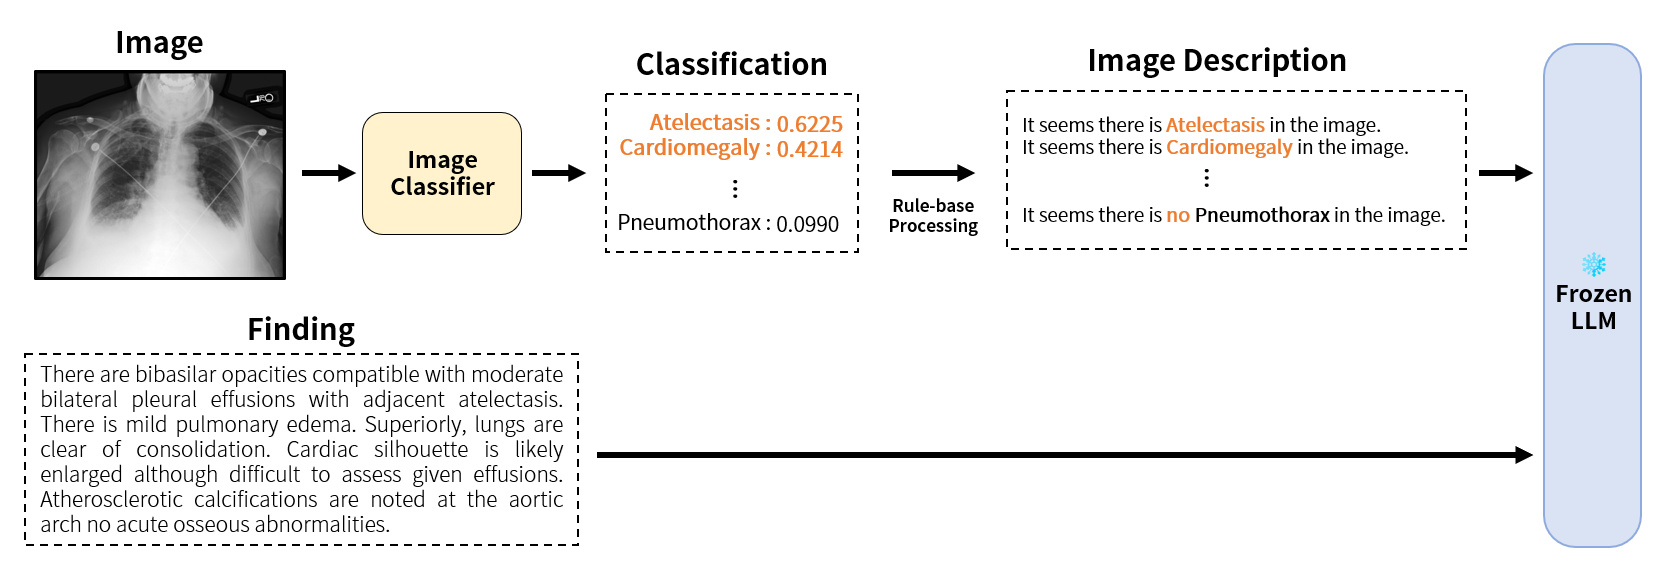 Image
Image
Classifier
Classification
Atelectasis : 0.6225
Cardiomegaly : 0.4214
⋮
Pneumothorax : 0.0990
Rule-base
Processing
Image Description
It seems there is Atelectasis in the image.
It seems there is Cardiomegaly in the image.
⋮
It seems there is no Pneumothorax in the image.
Frozen
LLM
Finding
There are bibasilar opacities compatible with moderate
bilateral pleural effusions with adjacent atelectasis.
There is mild pulmonary edema. Superiorly, lungs are
clear of consolidation. Cardiac silhouette is likely
enlarged although difficult to assess given effusions.
Atherosclerotic calcifications are noted at the aortic
arch no acute osseous abnormalities.